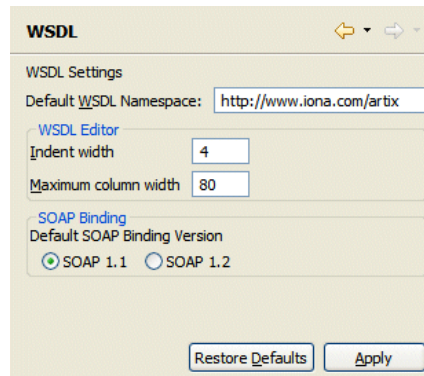 WSDL
WSDL Settings
Default WSDL Namespace: http://www.iona.com/artix
WSDL Editor
Indent width 4
Maximum column width 80
SOAP Binding
Default SOAP Binding Version
SOAP 1.1 SOAP 1.2
Restore Defaults Apply